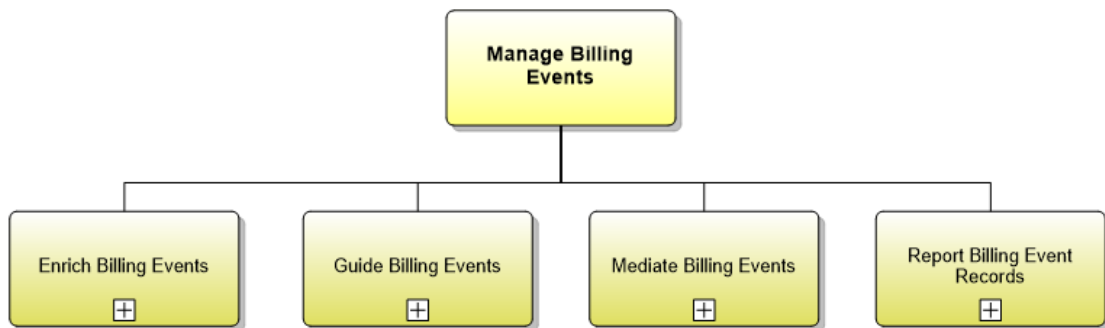 Manage Billing
Events
Enrich Billing Events
Guide Billing Events
Mediate Billing Events
Report Billing Event
Records